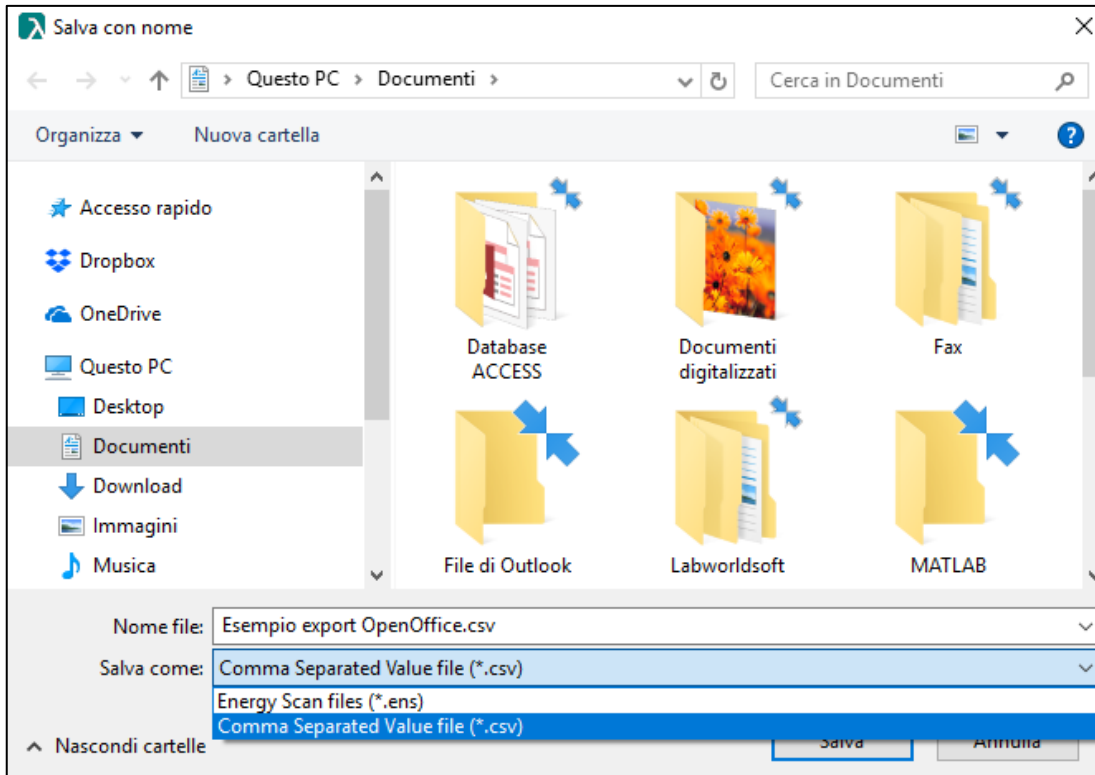 Salva con nome
Questo PC > Documenti >
Cerca in Documenti
Organizza
Nuova cartella
Accesso rapido
Dropbox
OneDrive
Questo PC
Desktop
Documenti
Download
Immagini
Musica
Database
ACCESS
Documenti
digitalizzati
Fax
File di Outlook
Labworldsoft
MATLAB
Nome file: Esempio export OpenOffice.csv
Salva come: Comma Separated Value file (*.csv)
Energy Scan files (*.ens)
Comma Separated Value file (*.csv)
Nascondi cartelle
Salva
Annulla